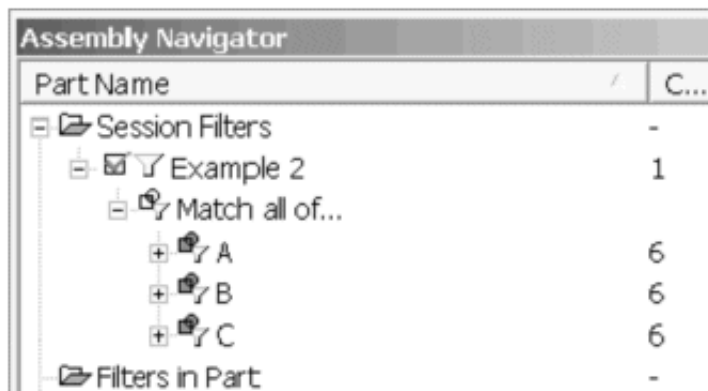 Assembly Navigator
Part Name C...
Session Filters -
Example 2 1
Match all of...
A 6
B 6
C 6
Filters in Part -